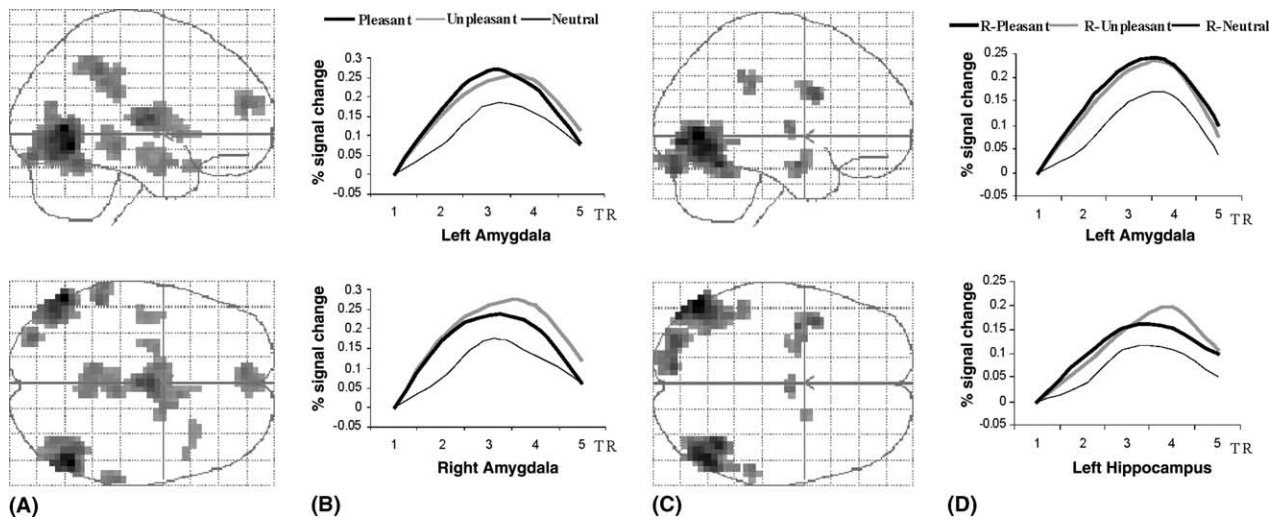 Pleasant Unpleasant Neutral
% signal change
0.3
0.25
0.2
0.15
0.1
0.05
0
-0.05
1 2 3 4 5 TR
Left Amygdala
% signal change
0.3
0.25
0.2
0.15
0.1
0.05
0
-0.05
1 2 3 4 5 TR
Right Amygdala
R-Pleasant R-Unpleasant R-Neutral
% signal change
0.25
0.2
0.15
0.1
0.05
0
-0.05
1 2 3 4 5 TR
Left Amygdala
% signal change
0.25
0.2
0.15
0.1
0.05
0
-0.05
1 2 3 4 5 TR
Left Hippocampus
(A) (B) (C) (D)